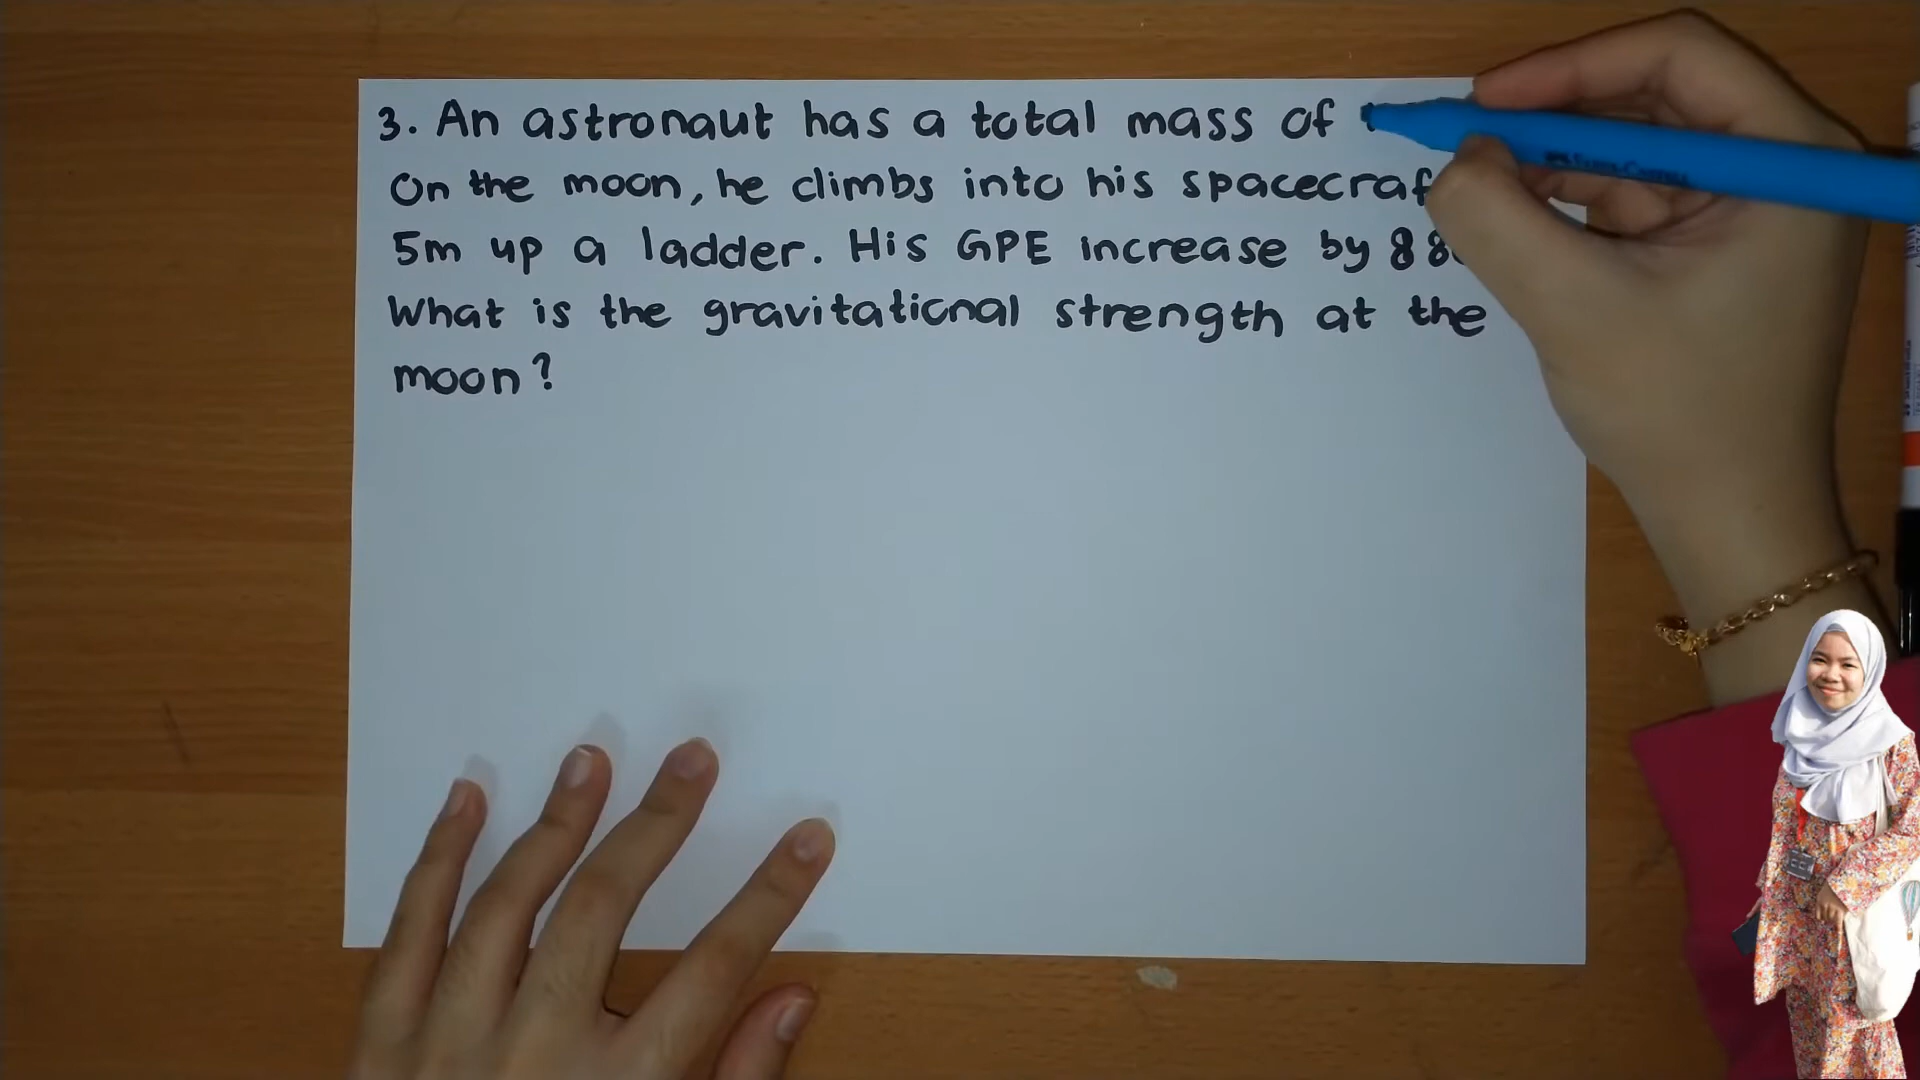 3. An astronaut has a total mass of
On the moon, he climbs into his
5m up a ladder. His GPE increase by
What is the gravitational strength at the
moon?